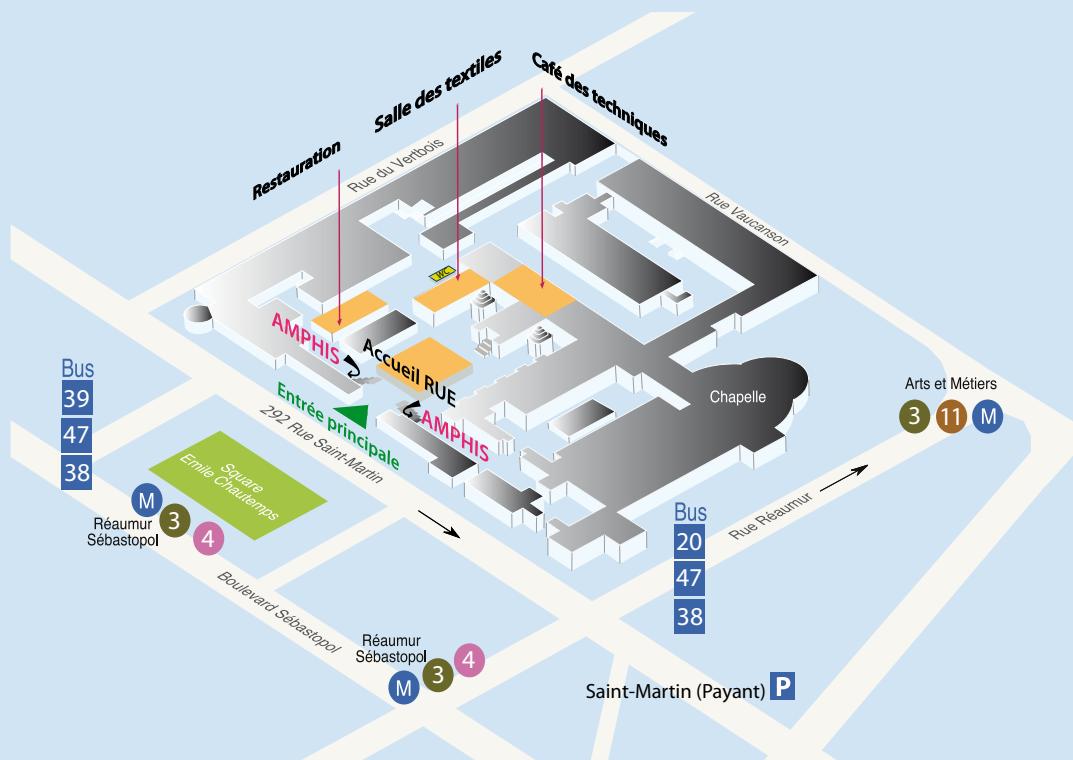 Salle des textiles
Café des techniques
Restauration
Rue du Vertbois
Rue Vaucanson
WC
AMPHIS
Accueil RUE
Entrée principale
AMPHIS
292 Rue Saint-Martin
Chapelle
Arts et Métiers
3 11 M
Bus
39
47
38
Square
Emile Chautemps
M 3 4
Réaumur
Sébastopol
Boulevard Sébastopol
Réaumur
Sébastopol
M 3 4
Bus
20
47
38
Rue Réaumur
Saint-Martin (Payant) P